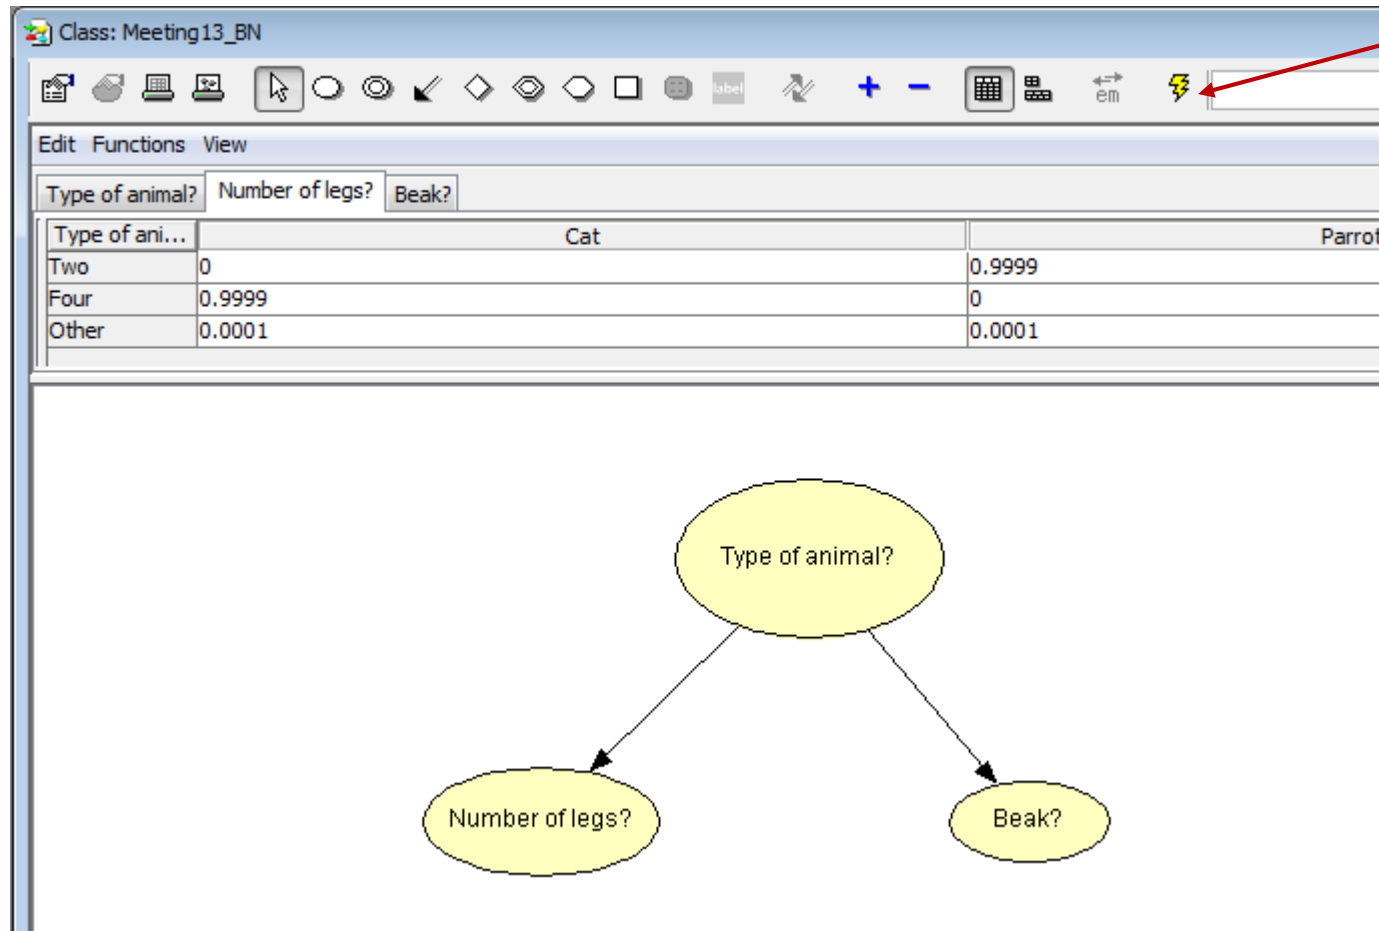 Class: Meeting13_BN
label
em
Edit Functions View
Type of animal? Number of legs? Beak?
Type of ani... Cat Parrot
Two 0 0.9999
Four 0.9999 0
Other 0.0001 0.0001
Type of animal?
Number of legs? Beak?